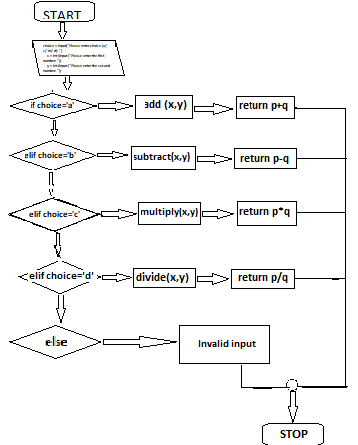 START
choice = input( "Please enter choice (a/
b/ c/ d): ")
x = int(input( "Please enter the first
number: "))
y = int(input( "Please enter the second
number: "))
if choice='a'
add (x,y)
return p+q
elif choice='b'
subtract(x,y)
return p-q
elif choice='c'
multiply(x,y)
return p*q
elif choice='d'
divide(x,y)
return p/q
else
Invalid input
STOP